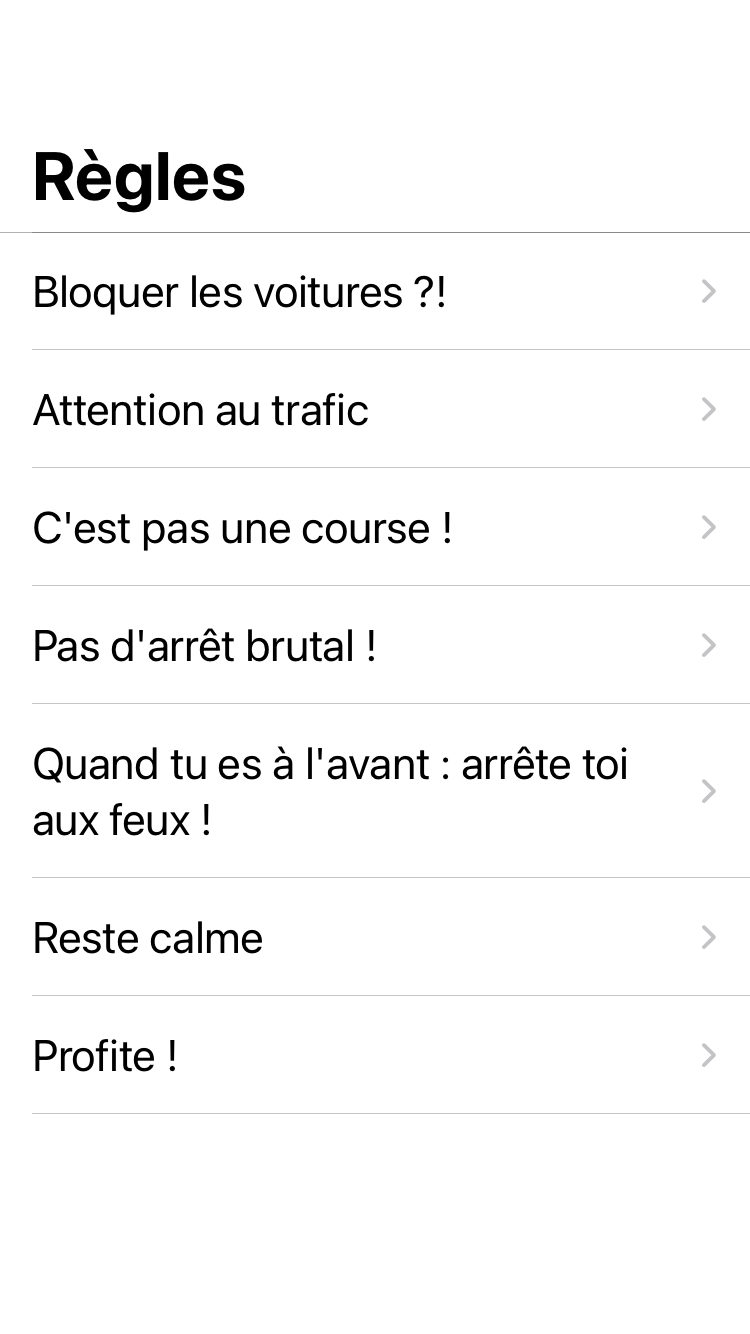 Règles
Bloquer les voitures ?!
Attention au trafic
C'est pas une course !
Pas d'arrêt brutal !
Quand tu es à l'avant : arrête toi
aux feux !
Reste calme
Profite !